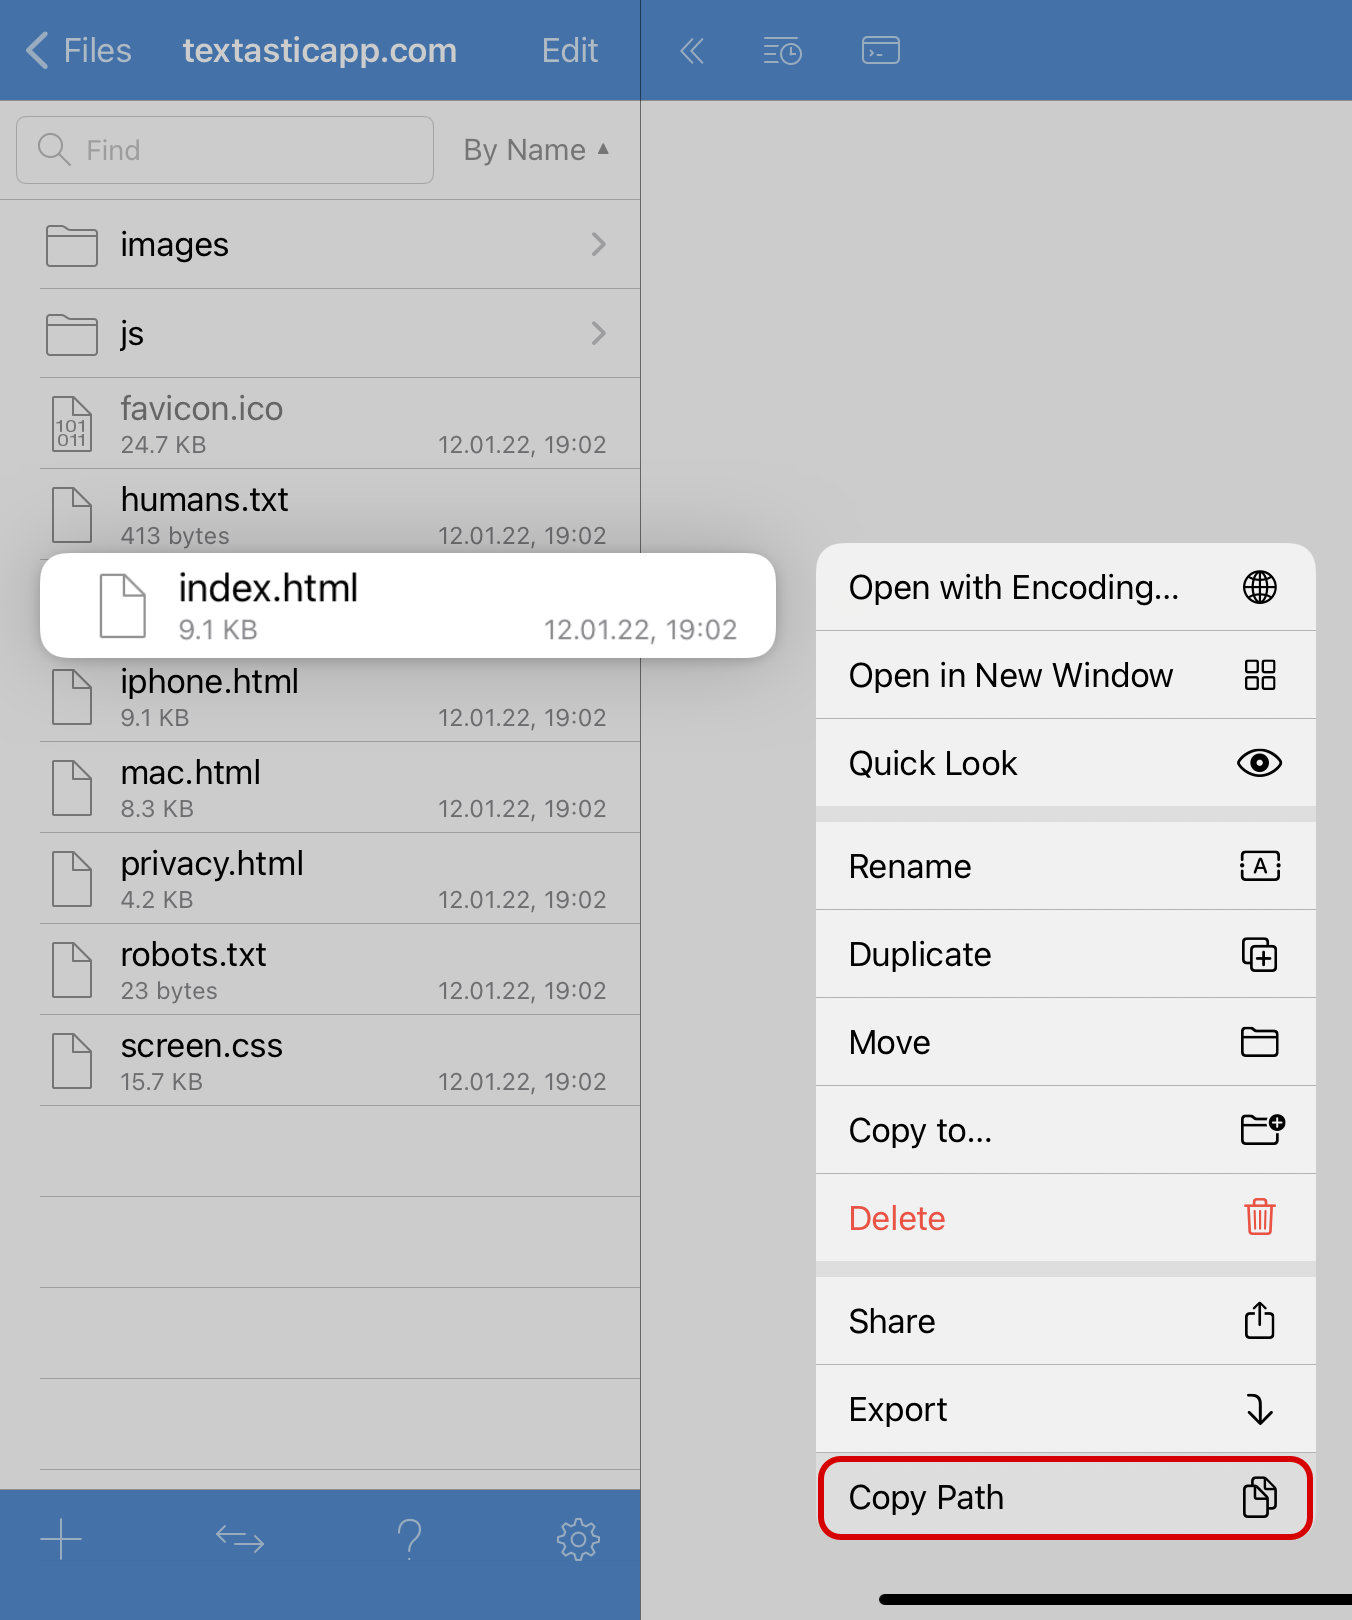 Files textasticapp.com Edit
Find By Name ▲
images
js
101
011
favicon.ico
24.7 KB 12.01.22, 19:02
humans.txt
413 bytes 12.01.22, 19:02
index.html
9.1 KB 12.01.22, 19:02
iphone.html
9.1 KB 12.01.22, 19:02
mac.html
8.3 KB 12.01.22, 19:02
privacy.html
4.2 KB 12.01.22, 19:02
robots.txt
23 bytes 12.01.22, 19:02
screen.css
15.7 KB 12.01.22, 19:02
Open with Encoding...
Open in New Window
Quick Look
Rename A
Duplicate
Move
Copy to...
Delete
Share
Export
Copy Path
?